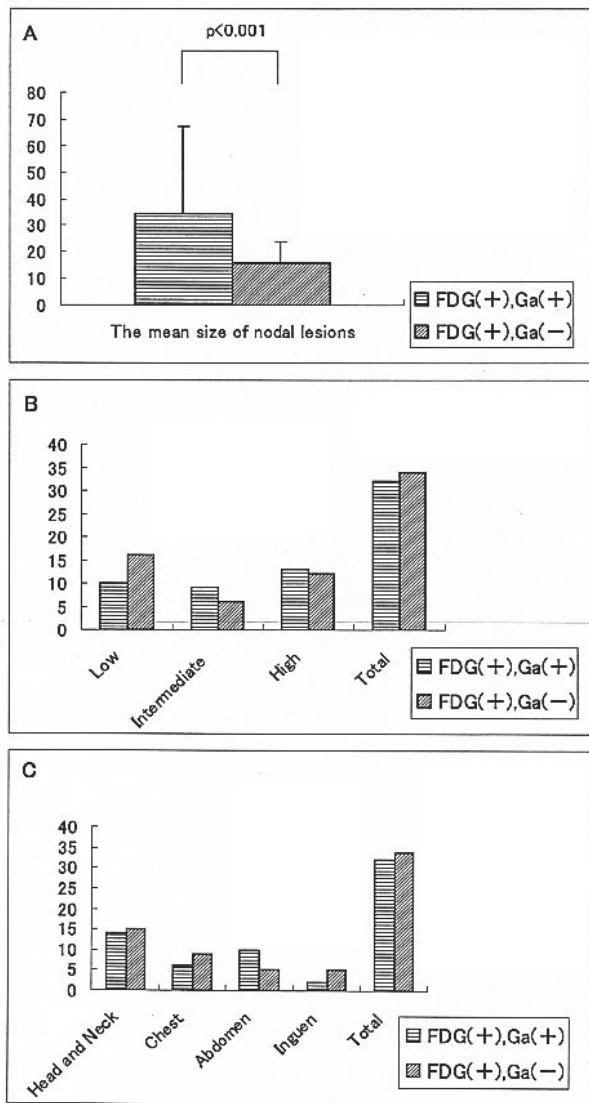 A
p<0.001
80
70
60
50
40
30
20
10
0
The mean size of nodal lesions
FDG(+),Ga(+)
FDG(+),Ga(−)
B
40
35
30
25
20
15
10
5
0
Low
Intermediate
High
Total
FDG(+),Ga(+)
FDG(+),Ga(−)
C
40
35
30
25
20
15
10
5
0
Head and Neck
Chest
Abdomen
Inguen
Total
FDG(+),Ga(+)
FDG(+),Ga(−)